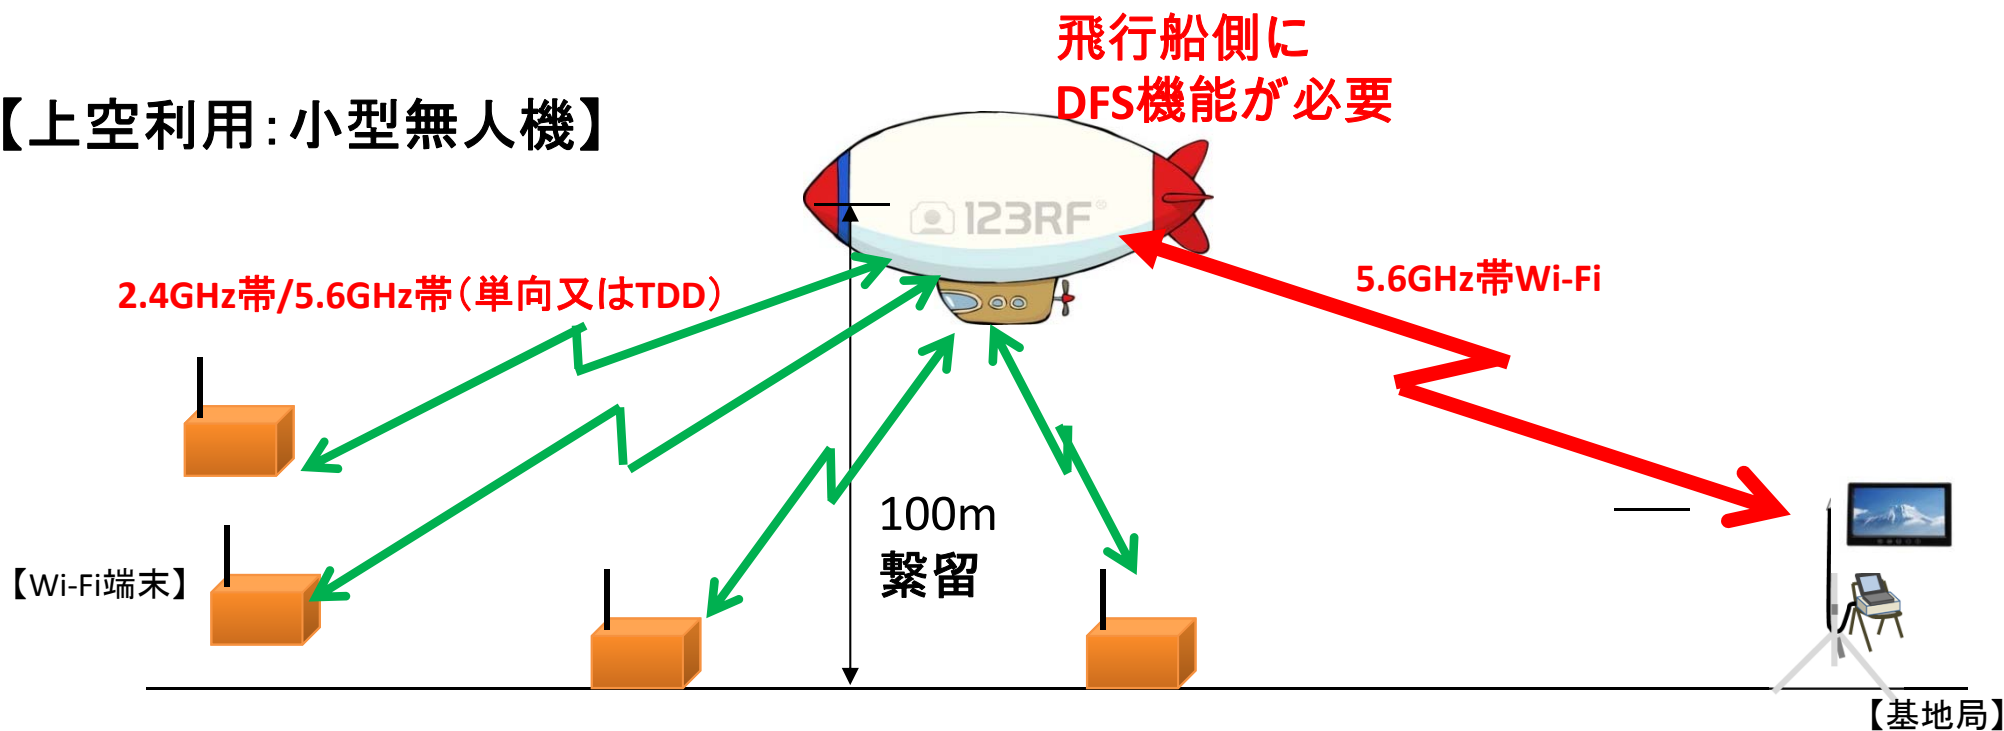 飛行船側に
DFS機能が必要
【上空利用：小型無人機】
123RF®
2.4GHz帯/5.6GHz帯（単向又はTDD）
5.6GHz帯Wi-Fi
100m
繋留
【Wi-Fi端末】
【基地局】